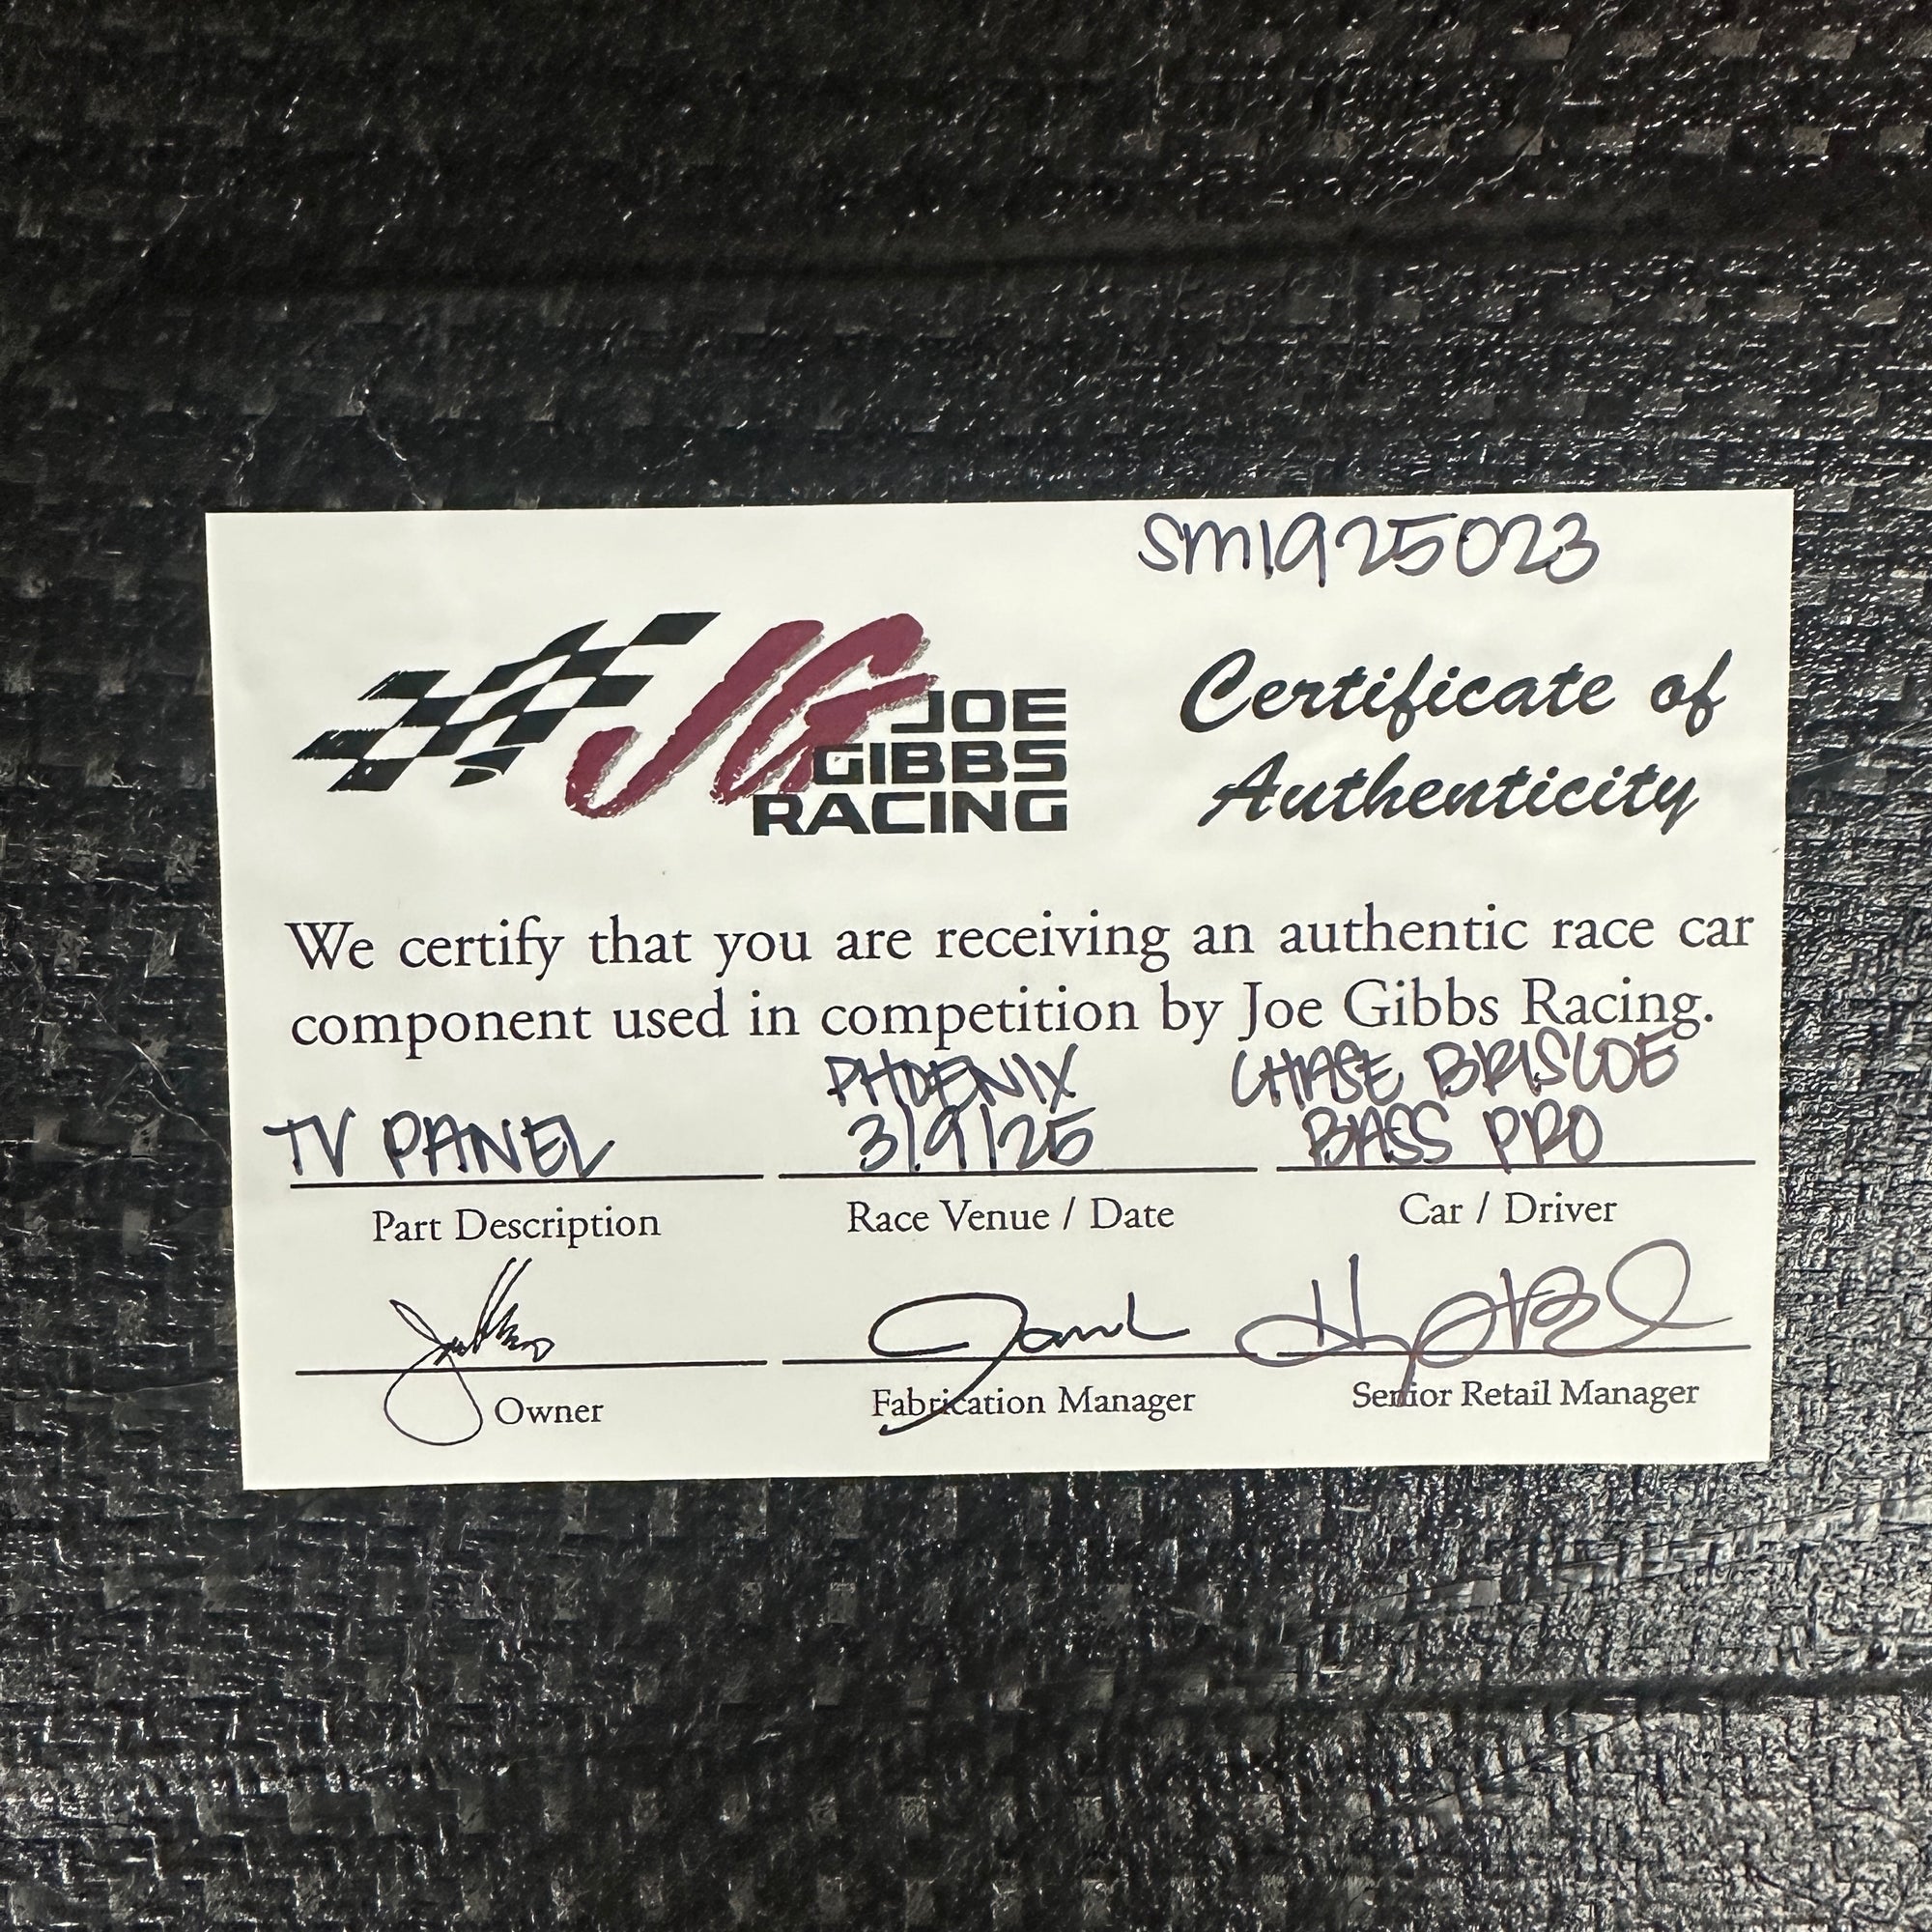 SM1925023
JG JOE
GIBBS
RACING
Certificate of
Authenticity
We certify that you are receiving an authentic race car
component used in competition by Joe Gibbs Racing.
TV PANEL
PHOENIX
3/9/25
CHASE BRISCOE
BASS PRO
Part Description
Race Venue / Date
Car / Driver
Owner
Fabrication Manager
Senior Retail Manager